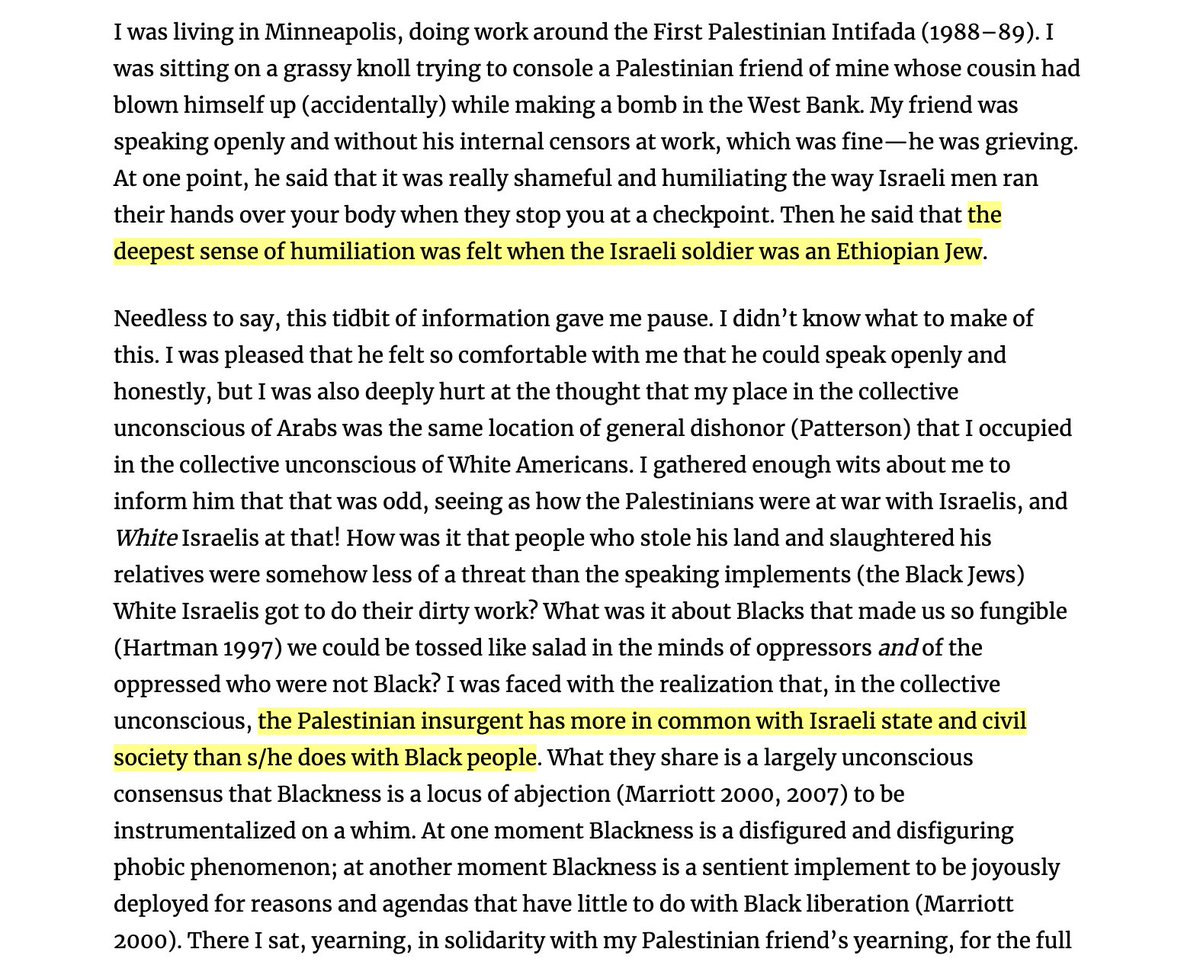 I was living in Minneapolis, doing work around the First Palestinian Intifada (1988–89). I
was sitting on a grassy knoll trying to console a Palestinian friend of mine whose cousin had
blown himself up (accidentally) while making a bomb in the West Bank. My friend was
speaking openly and without his internal censors at work, which was fine—he was grieving.
At one point, he said that it was really shameful and humiliating the way Israeli men ran
their hands over your body when they stop you at a checkpoint. Then he said that the
deepest sense of humiliation was felt when the Israeli soldier was an Ethiopian Jew.
Needless to say, this tidbit of information gave me pause. I didn’t know what to make of
this. I was pleased that he felt so comfortable with me that he could speak openly and
honestly, but I was also deeply hurt at the thought that my place in the collective
unconscious of Arabs was the same location of general dishonor (Patterson) that I occupied
in the collective unconscious of White Americans. I gathered enough wits about me to
inform him that that was odd, seeing as how the Palestinians were at war with Israelis, and
White Israelis at that! How was it that people who stole his land and slaughtered his
relatives were somehow less of a threat than the speaking implements (the Black Jews)
White Israelis got to do their dirty work? What was it about Blacks that made us so fungible
(Hartman 1997) we could be tossed like salad in the minds of oppressors and of the
oppressed who were not Black? I was faced with the realization that, in the collective
unconscious, the Palestinian insurgent has more in common with Israeli state and civil
society than s/he does with Black people. What they share is a largely unconscious
consensus that Blackness is a locus of abjection (Marriott 2000, 2007) to be
instrumentalized on a whim. At one moment Blackness is a disfigured and disfiguring
phobic phenomenon; at another moment Blackness is a sentient implement to be joyously
deployed for reasons and agendas that have little to do with Black liberation (Marriott
2000). There I sat, yearning, in solidarity with my Palestinian friend’s yearning, for the full